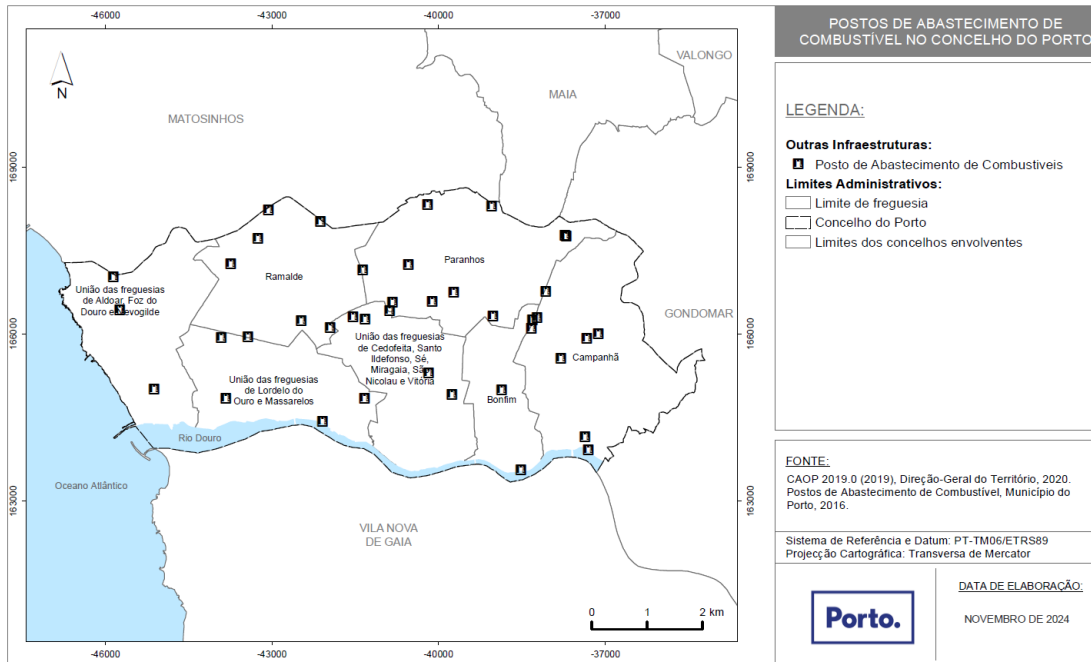 -46000
-43000
-40000
-37000
POSTOS DE ABASTECIMENTO DE
COMBUSTÍVEL NO CONCELHO DO PORTO
N
VALONGO
MAIA
MATOSINHOS
LEGENDA:
Outras Infraestruturas:
Posto de Abastecimento de Combustíveis
Limites Administrativos:
Limite de freguesia
Concelho do Porto
Limites dos concelhos envolventes
169000
169000
Paranhos
Ramalde
União das freguesias
de Aldoar, Foz do
Douro e Nevogilde
GONDOMAR
166000
166000
União das freguesias
de Cedofeita, Santo
Ildefonso, Sé,
Miragaia, São
Nicolau e Vitória
Campanhã
União das freguesias
de Lordelo do
Ouro e Massarelos
Bonfim
Rio Douro
Oceano Atlântico
163000
163000
VILA NOVA
DE GAIA
FONTE:
CAOP 2019.0 (2019), Direção-Geral do Território, 2020.
Postos de Abastecimento de Combustível, Município do
Porto, 2016.
Sistema de Referência e Datum: PT-TM06/ETRS89
Projecção Cartográfica: Transversa de Mercator
0 1 2 km
Porto.
DATA DE ELABORAÇÃO:
NOVEMBRO DE 2024
-46000
-43000
-40000
-37000